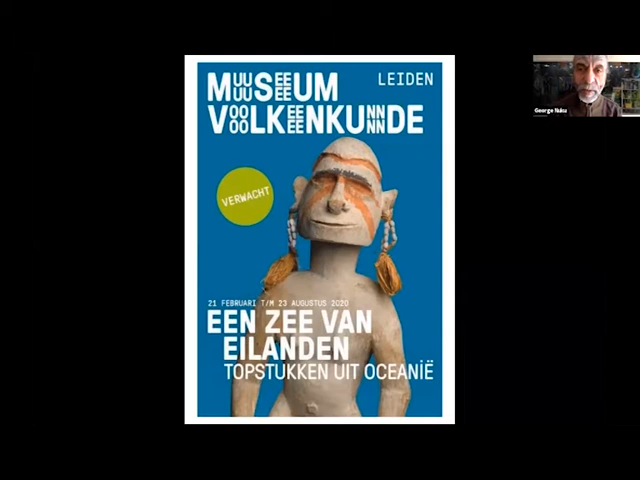 MUSEUM
VOLKENKUNDE
LEIDEN
VERWACHT
21 FEBRUARI T/M 23 AUGUSTUS 2020
EEN ZEE VAN
EILANDEN
TOPSTUKKEN UIT OCEANIË
George Nuku